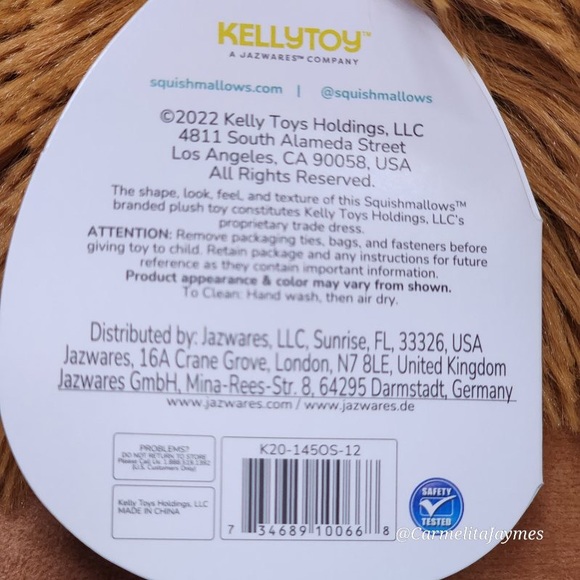 KELLYTOY™
A JAZWARES™ COMPANY
squishmallows.com | @squishmallows
©2022 Kelly Toys Holdings, LLC
4811 South Alameda Street
Los Angeles, CA 90058, USA
All Rights Reserved.
The shape, look, feel, and texture of this Squishmallows™
branded plush toy constitutes Kelly Toys Holdings, LLC's
proprietary trade dress.
ATTENTION: Remove packaging ties, bags, and fasteners before
giving toy to child. Retain package and any instructions for future
reference as they contain important information.
Product appearance & color may vary from shown.
To Clean: Hand wash, then air dry.
Distributed by: Jazwares, LLC, Sunrise, FL, 33326, USA
Jazwares, 16A Crane Grove, London, N7 8LE, United Kingdom
Jazwares GmbH, Mina-Rees-Str. 8, 64295 Darmstadt, Germany
www.jazwares.com / www.jazwares.de
PROBLEMS?
DO NOT RETURN TO STORE
Please Call Us
(U.S. Customers Only)
Kelly Toys Holdings, LLC
MADE IN CHINA
K20-1450S-12
7 34689 10066 8
SAFETY
TESTED
@Carmelitafaymes